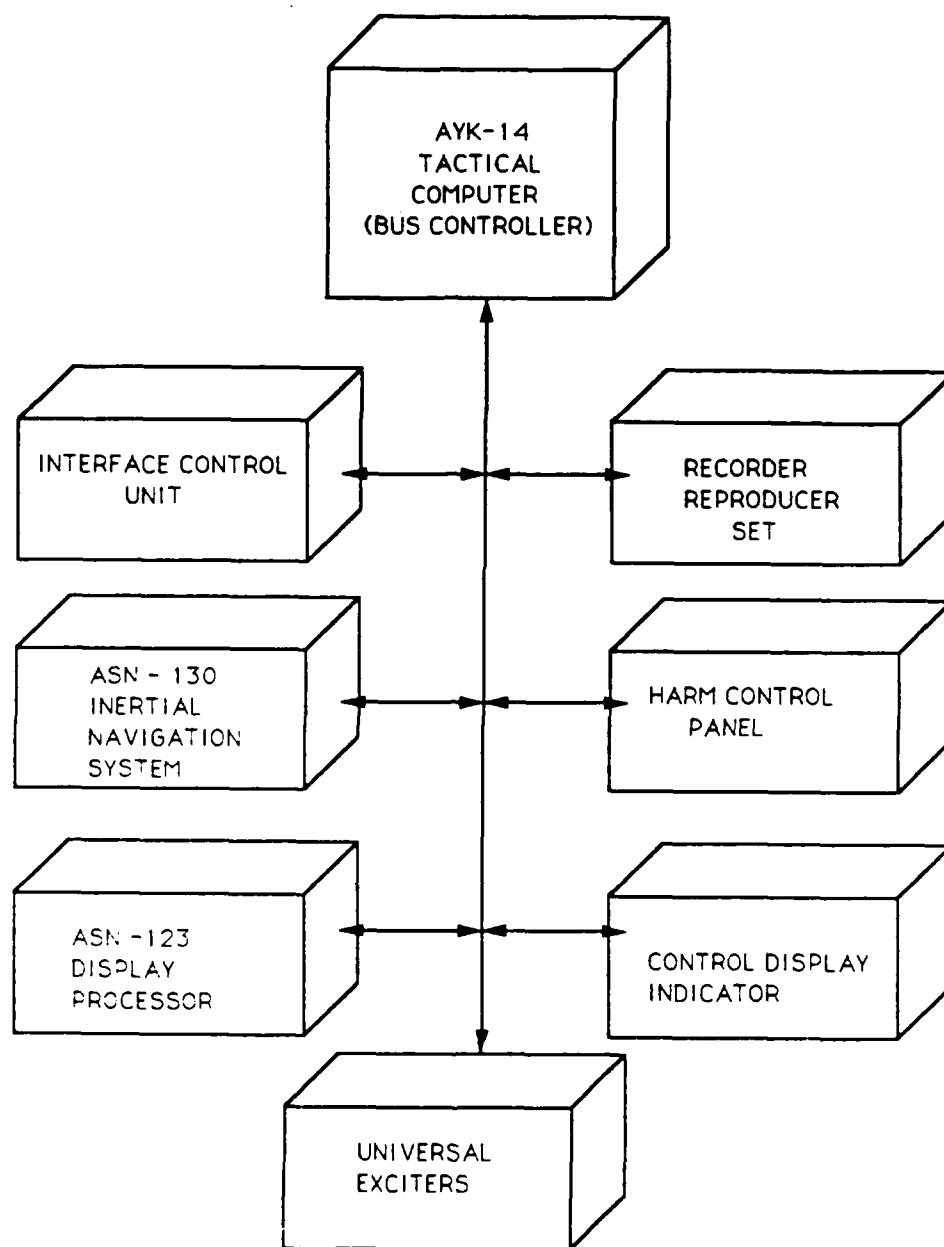 AYK-14
TACTICAL
COMPUTER
(BUS CONTROLLER)
INTERFACE CONTROL
UNIT
RECORDER
REPRODUCER
SET
ASN - 130
INERTIAL
NAVIGATION
SYSTEM
HARM CONTROL
PANEL
ASN -123
DISPLAY
PROCESSOR
CONTROL DISPLAY
INDICATOR
UNIVERSAL
EXCITERS